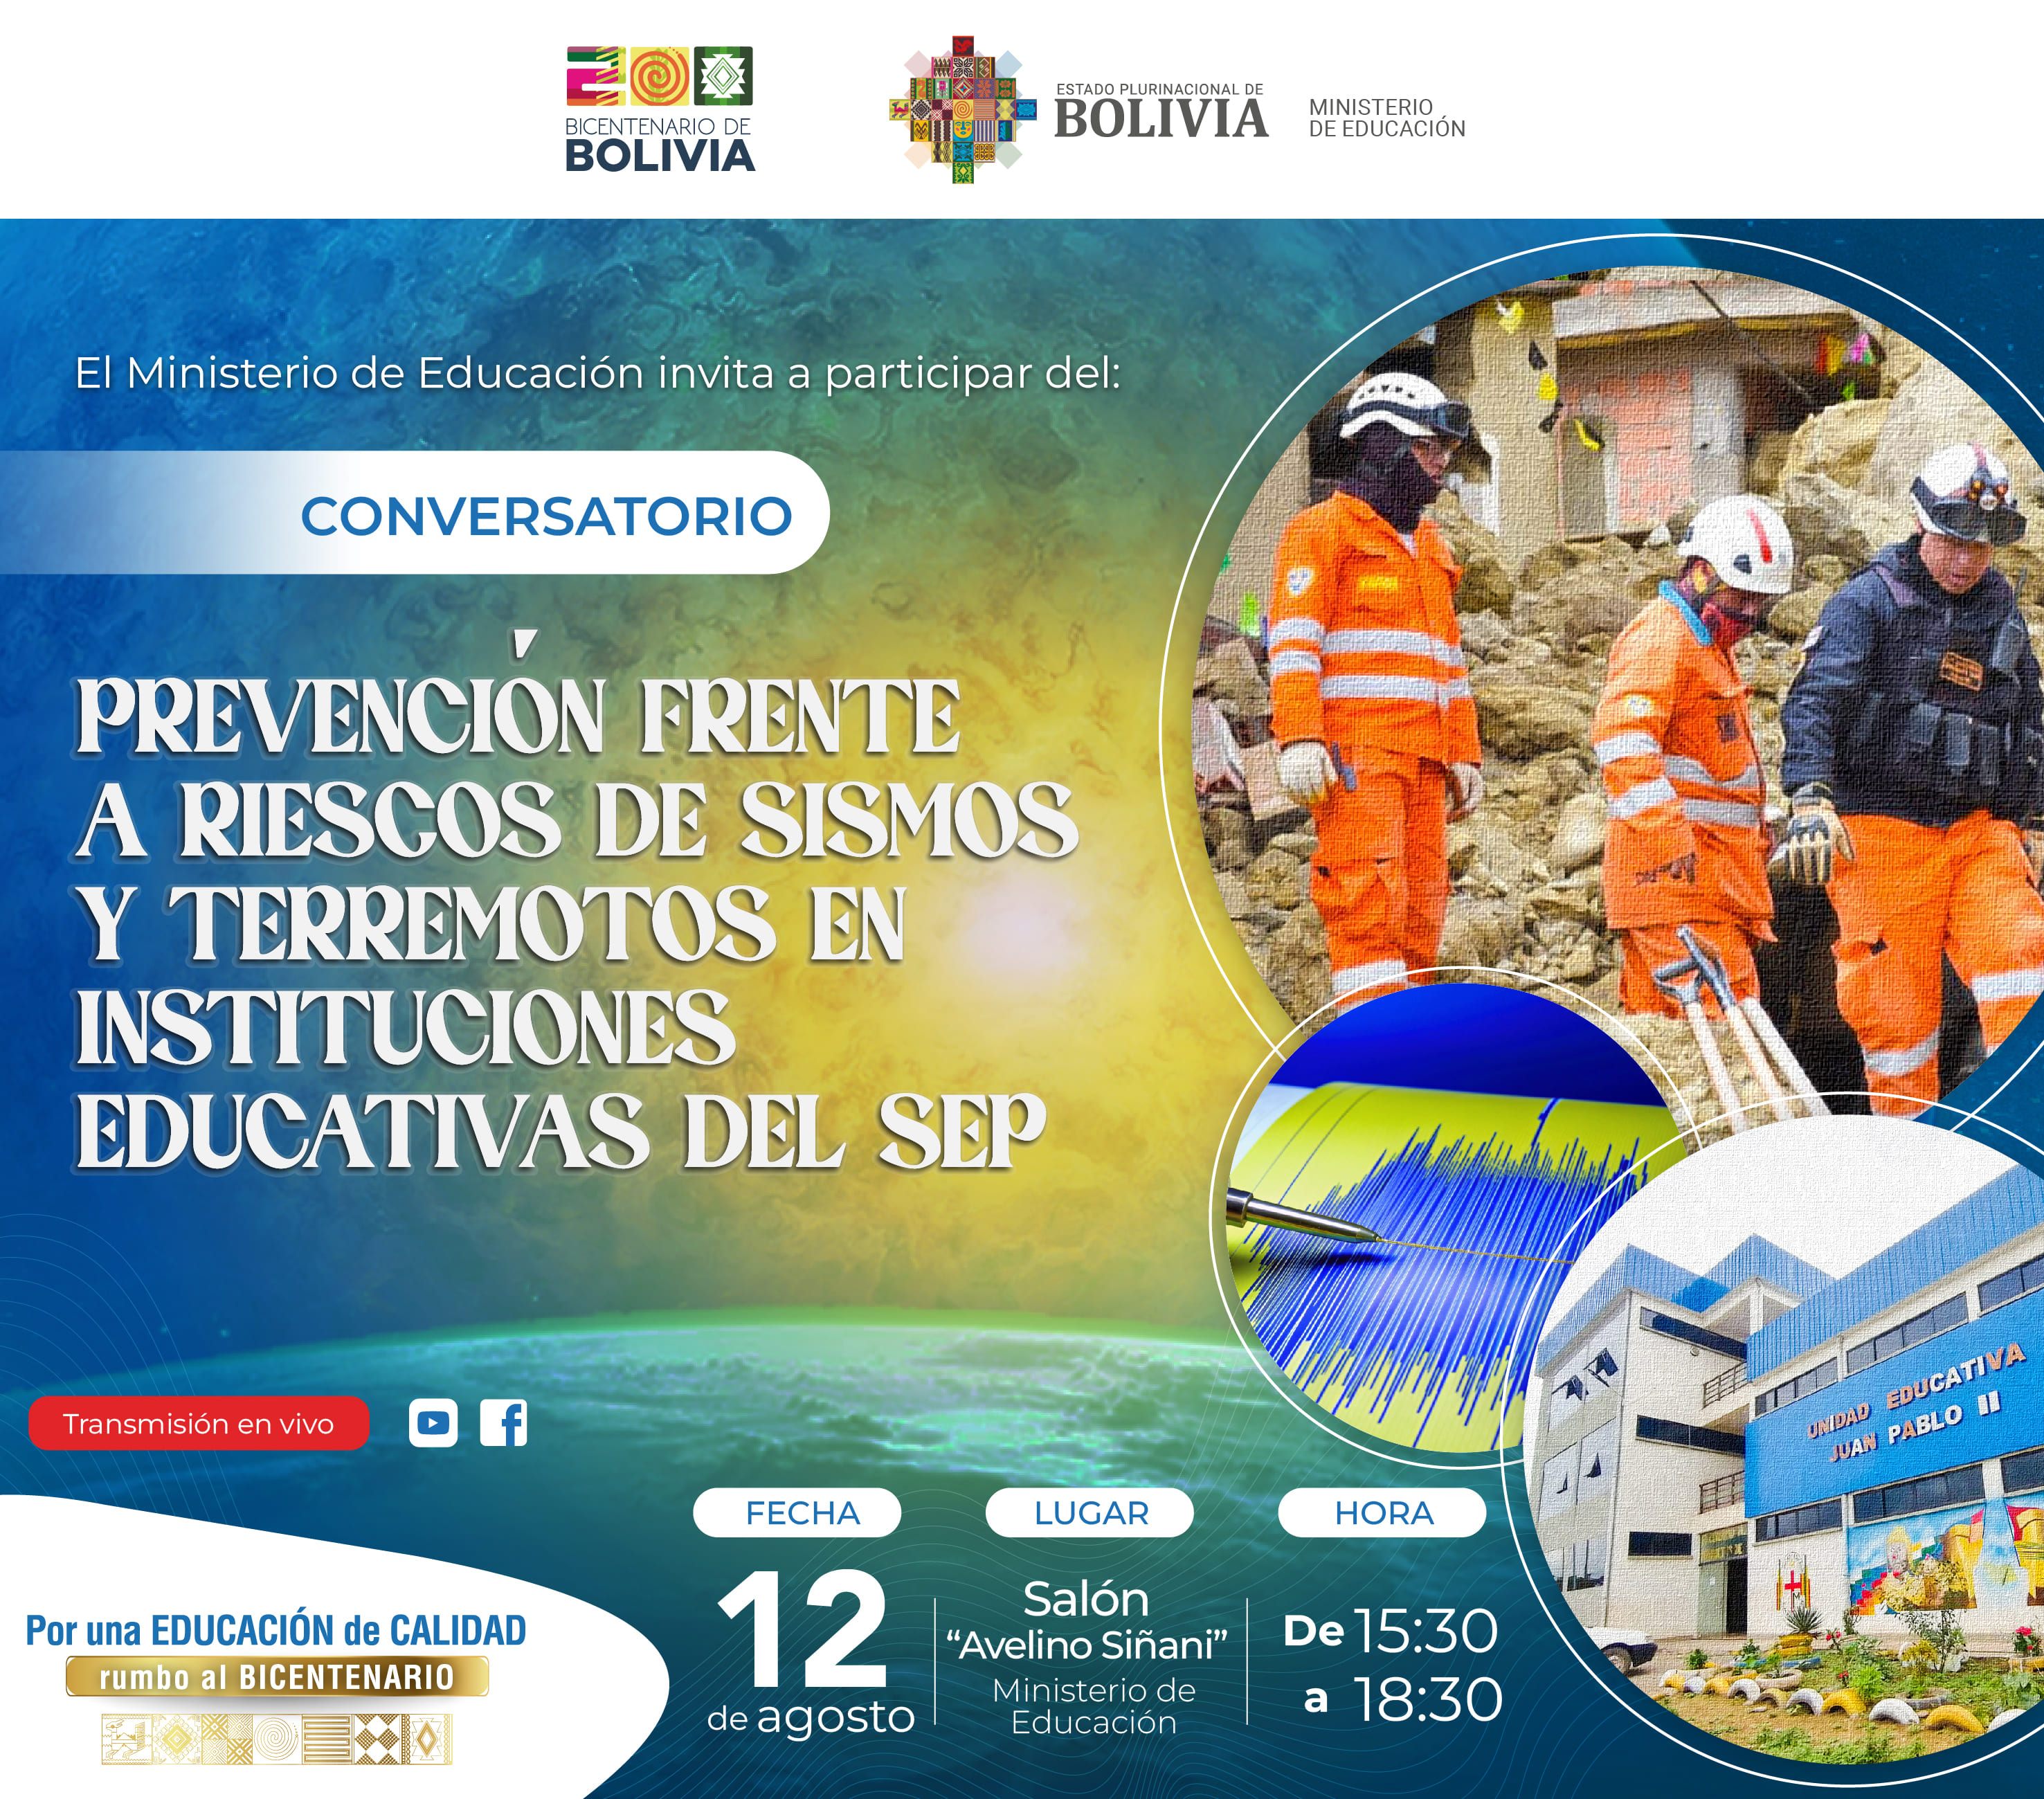 BICENTENARIO DE
BOLIVIA
ESTADO PLURINACIONAL DE
BOLIVIA
MINISTERIO
DE EDUCACIÓN
El Ministerio de Educación invita a participar del:
CONVERSATORIO
PREVENCIÓN FRENTE
A RIESGOS DE SISMOS
Y TERREMOTOS EN
INSTITUCIONES
EDUCATIVAS DEL SEP
UNIDAD EDUCATIVA
JUAN PABLO II
Transmisión en vivo
FECHA
LUGAR
HORA
12
de agosto
Salón
“Avelino Siñani”
Ministerio de
Educación
De 15:30
a 18:30
Por una EDUCACIÓN de CALIDAD
rumbo al BICENTENARIO